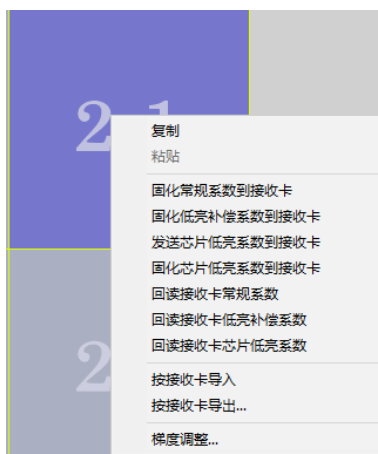 2 1
复制
粘贴
固化常规系数到接收卡
固化低亮补偿系数到接收卡
发送芯片低亮系数到接收卡
固化芯片低亮系数到接收卡
回读接收卡常规系数
回读接收卡低亮补偿系数
回读接收卡芯片低亮系数
按接收卡导入
按接收卡导出...
2
梯度调整...